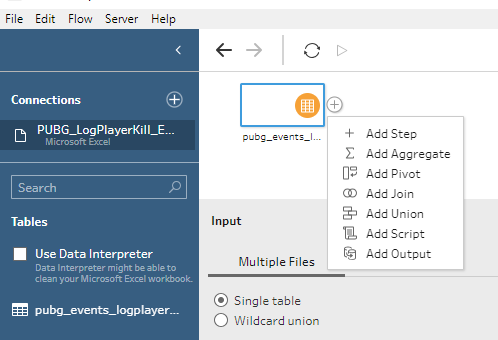 File Edit Flow Server Help
Connections
PUBG_LogPlayerKill_E...
Microsoft Excel
Search
Tables
Use Data Interpreter
Data Interpreter might be able to
clean your Microsoft Excel workbook.
pubg_events_logplayer...
pubg_events_l...
Add Step
Add Aggregate
Add Pivot
Add Join
Add Union
Add Script
Add Output
Input
Multiple Files
Single table
Wildcard union